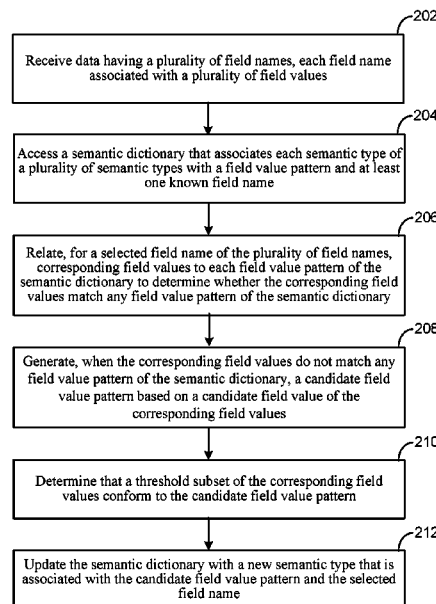 202
Receive data having a plurality of field names, each field name
associated with a plurality of field values
204
Access a semantic dictionary that associates each semantic type of
a plurality of semantic types with a field value pattern and at least
one known field name
206
Relate, for a selected field name of the plurality of field names,
corresponding field values to each field value pattern of the
semantic dictionary to determine whether the corresponding field
values match any field value pattern of the semantic dictionary
208
Generate, when the corresponding field values do not match any
field value pattern of the semantic dictionary, a candidate field
value pattern based on a candidate field value of the
corresponding field values
210
Determine that a threshold subset of the corresponding field
values conform to the candidate field value pattern
212
Update the semantic dictionary with a new semantic type that is
associated with the candidate field value pattern and the selected
field name